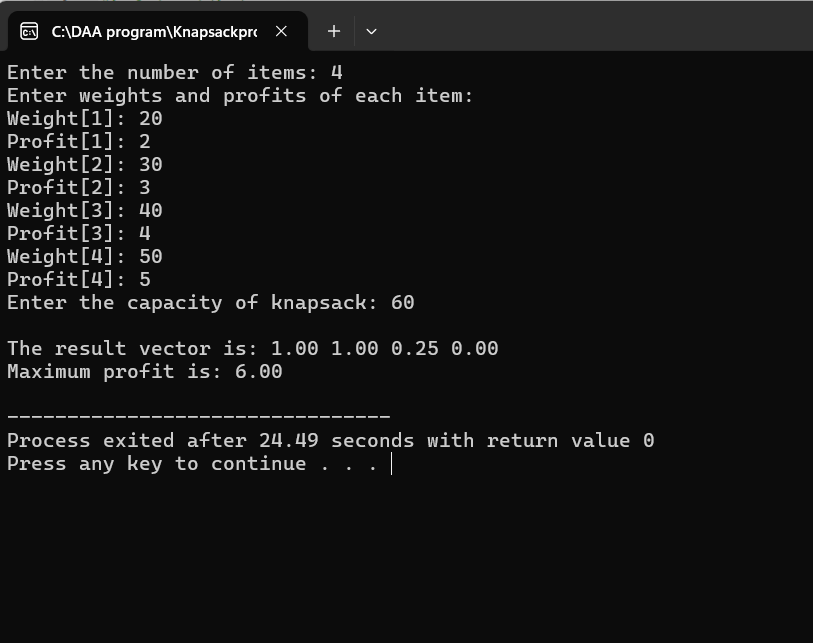 C:\DAA program\Knapsackpr
Enter the number of items: 4
Enter weights and profits of each item:
Weight[1]: 20
Profit[1]: 2
Weight[2]: 30
Profit[2]: 3
Weight[3]: 40
Profit[3]: 4
Weight[4]: 50
Profit[4]: 5
Enter the capacity of knapsack: 60
The result vector is: 1.00 1.00 0.25 0.00
Maximum profit is: 6.00
--------------------------------
Process exited after 24.49 seconds with return value 0
Press any key to continue . . .